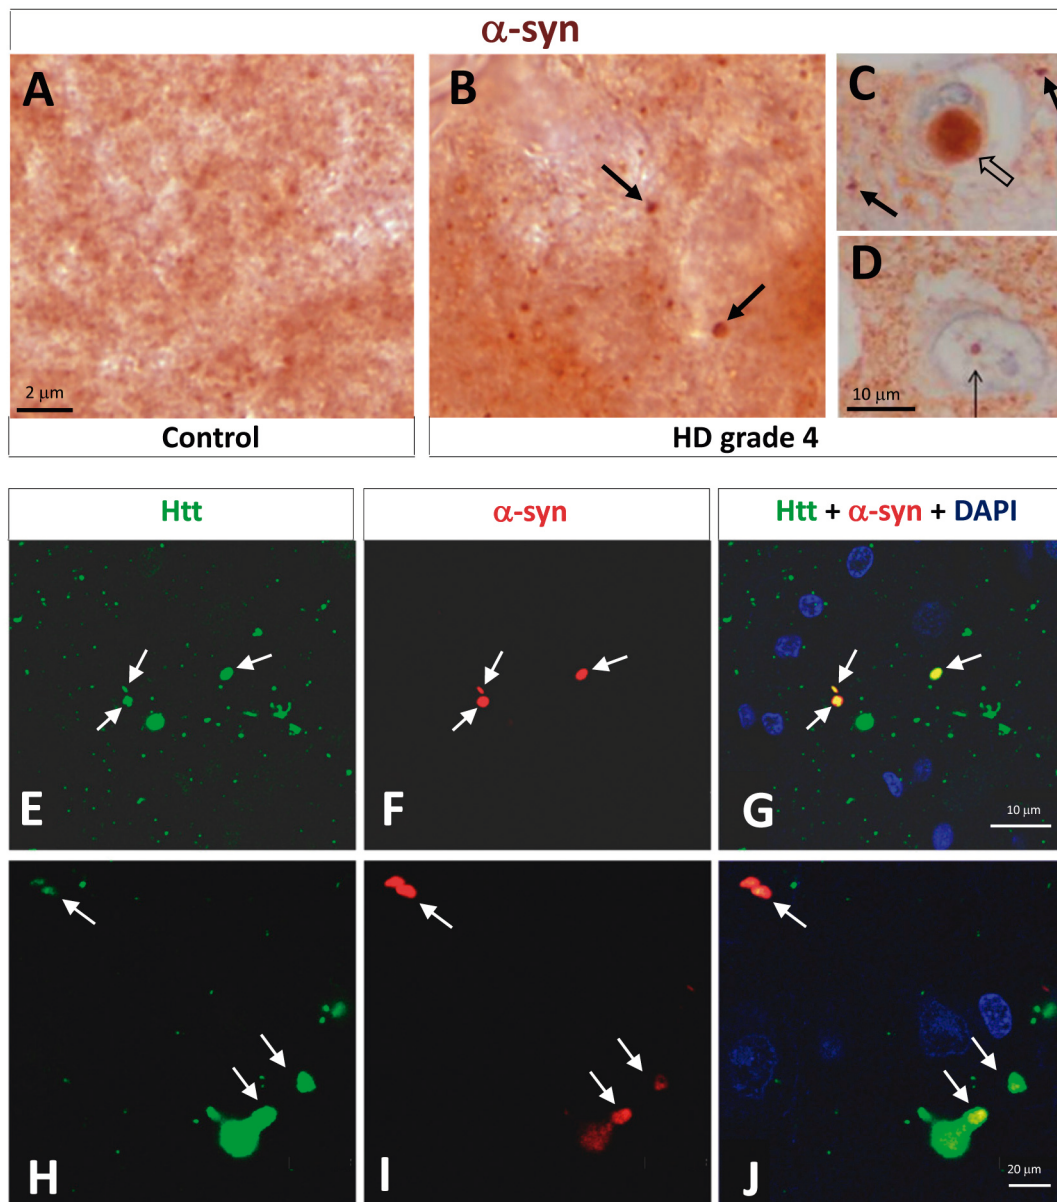 α-syn
A
B
C
D
2 μm
10 μm
Control
HD grade 4
Htt
α-syn
Htt + α-syn + DAPI
E
F
G
10 μm
H
I
J
20 μm